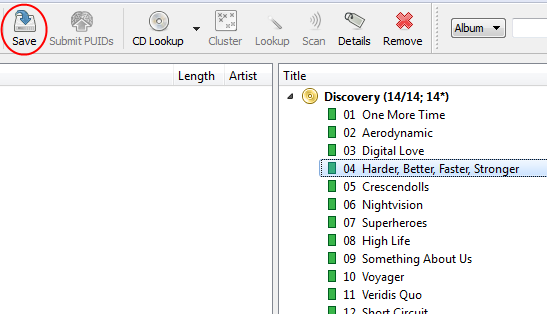 Save Submit PUIDs CD Lookup Cluster Lookup Scan Details Remove Album
Length Artist Title
Discovery (14/14; 14*)
01 One More Time
02 Aerodynamic
03 Digital Love
04 Harder, Better, Faster, Stronger
05 Crescendolls
06 Nightvision
07 Superheroes
08 High Life
09 Something About Us
10 Voyager
11 Veridis Quo
12 Short Circuit